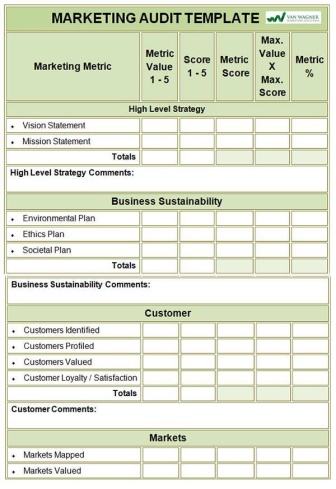 MARKETING AUDIT TEMPLATE
VAN WAGNER
Marketing Metric
Metric
Value
1 - 5
Score
1 - 5
Metric
Score
Max.
Value
X
Max.
Score
Metric
%
High Level Strategy
• Vision Statement
• Mission Statement
Totals
High Level Strategy Comments:
Business Sustainability
• Environmental Plan
• Ethics Plan
• Societal Plan
Totals
Business Sustainability Comments:
Customer
• Customers Identified
• Customers Profiled
• Customers Valued
• Customer Loyalty / Satisfaction
Totals
Customer Comments:
Markets
• Markets Mapped
• Markets Valued